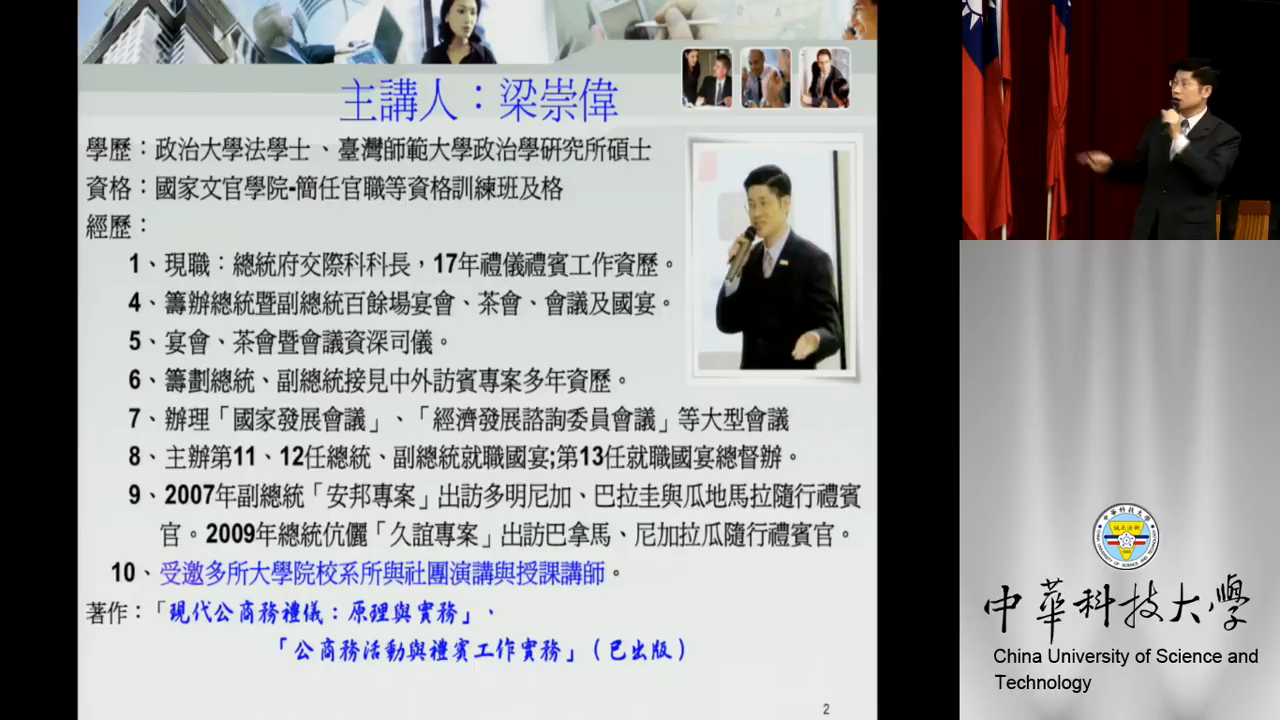 主講人：梁崇偉
學歷：政治大學法學士、臺灣師範大學政治學研究所碩士
資格：國家文官學院-簡任官職等資格訓練班及格
經歷：
1、現職：總統府交際科科長，17年禮儀禮賓工作資歷。
4、籌辦總統暨副總統百餘場宴會、茶會、會議及國宴。
5、宴會、茶會暨會議資深司儀。
6、籌劃總統、副總統接見中外訪賓專案多年資歷。
7、辦理「國家發展會議」、「經濟發展諮詢委員會議」等大型會議
8、主辦第11、12任總統、副總統就職國宴;第13任就職國宴總督辦。
9、2007年副總統「安邦專案」出訪多明尼加、巴拉圭與瓜地馬拉隨行禮賓
官。2009年總統伉儷「久誼專案」出訪巴拿馬、尼加拉瓜隨行禮賓官。
10、受邀多所大學院校系所與社團演講與授課講師。
著作：「現代公商務禮儀：原理與實務」、
「公商務活動與禮賓工作實務」（已出版）
2
中華科技大學
China University of Science and
Technology